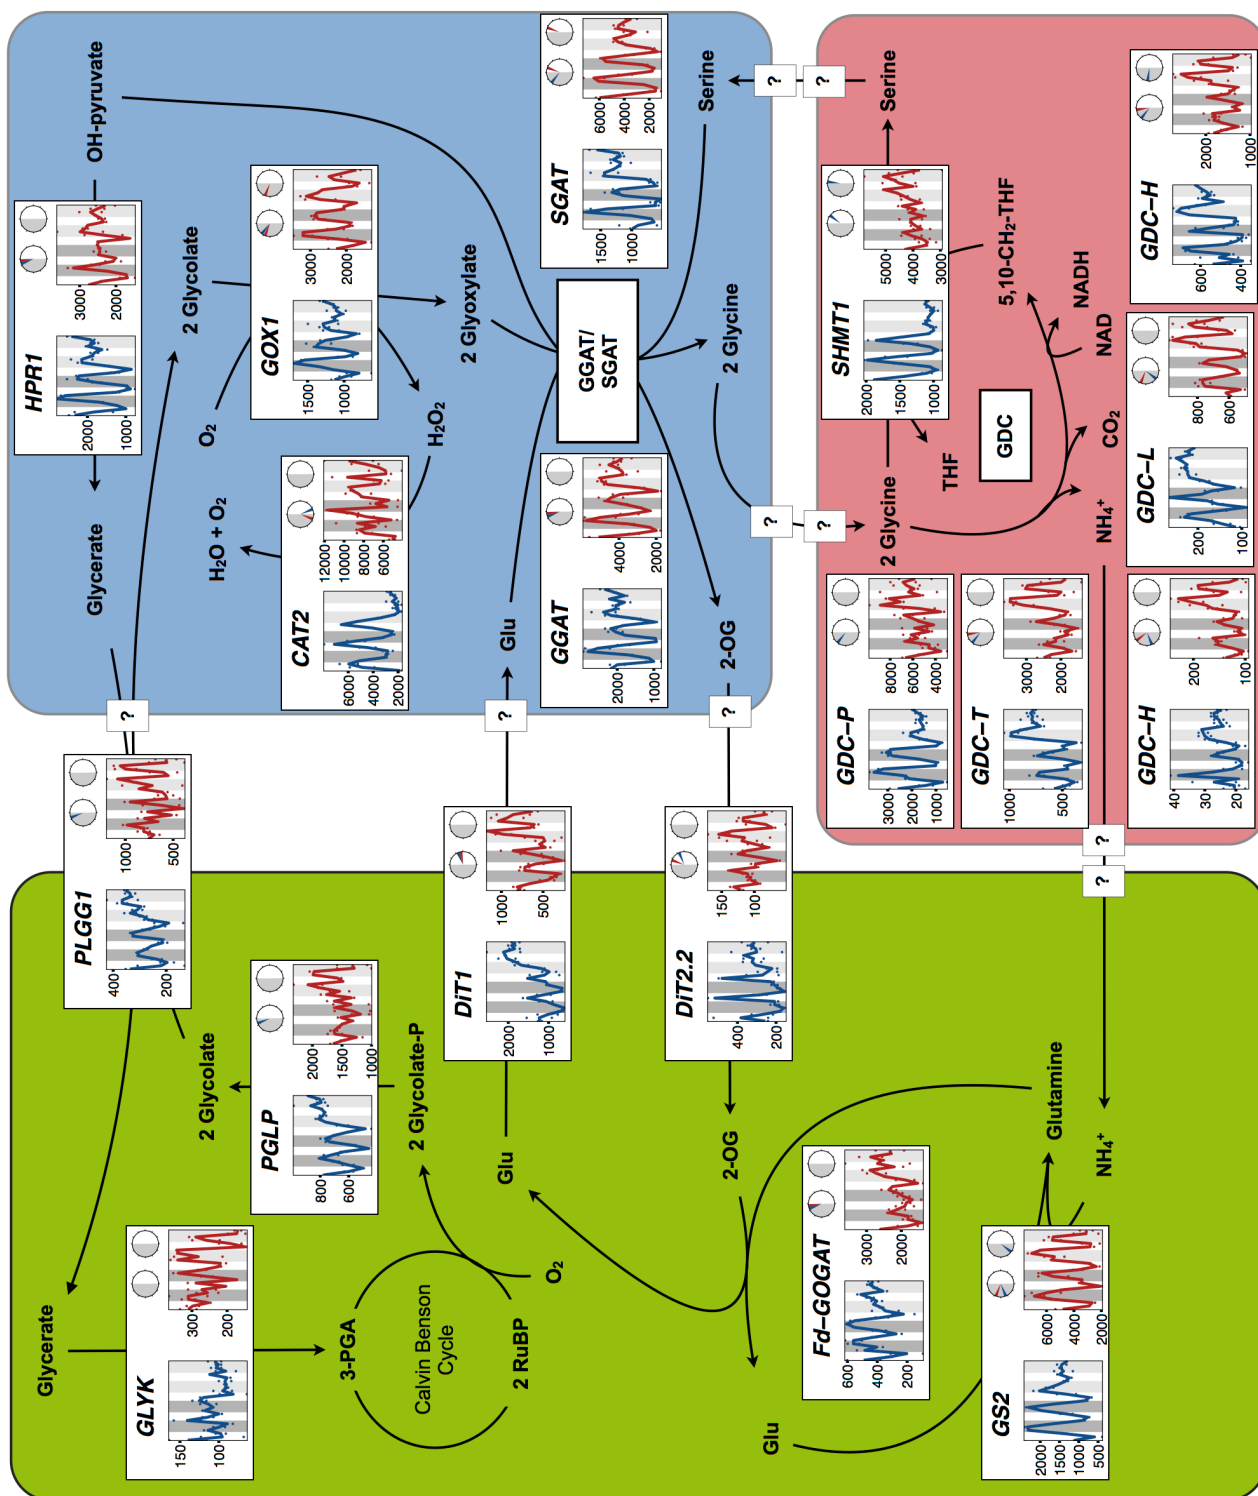 Glycerate
GLYK
150
100
300
200
3-PGA
Calvin Benson
Cycle
2 RuBP
O₂
2 Glycolate-P
PGLP
800
600
2000
1500
1000
2 Glycolate
PLGG1
400
200
1000
500
?
Glycerate
HPR1
2000
1000
3000
2000
OH-pyruvate
2 Glycolate
O₂
GOX1
1500
1000
3000
2000
H₂O + O₂
H₂O₂
CAT2
6000
4000
2000
12000
10000
8000
6000
2 Glyoxylate
Glu
DiT1
2000
1000
1000
500
?
Glu
GGAT
2000
1000
4000
2000
GGAT/
SGAT
SGAT
1500
1000
6000
4000
2000
2-OG
DiT2.2
400
200
150
100
?
2-OG
2 Glycine
Serine
?
?
?
?
Glu
Fd-GOGAT
600
400
200
3000
2000
GS2
2000
1500
1000
500
6000
4000
2000
Glutamine
NH₄⁺
?
?
GDC-P
3000
2000
1000
8000
6000
4000
GDC-T
1000
500
3000
2000
GDC-H
40
30
20
200
100
2 Glycine
SHMT1
2000
1500
1000
5000
4000
3000
Serine
THF
GDC
5,10-CH₂-THF
NADH
NAD
NH₄⁺
CO₂
GDC-L
200
100
800
600
GDC-H
600
400
2000
1000